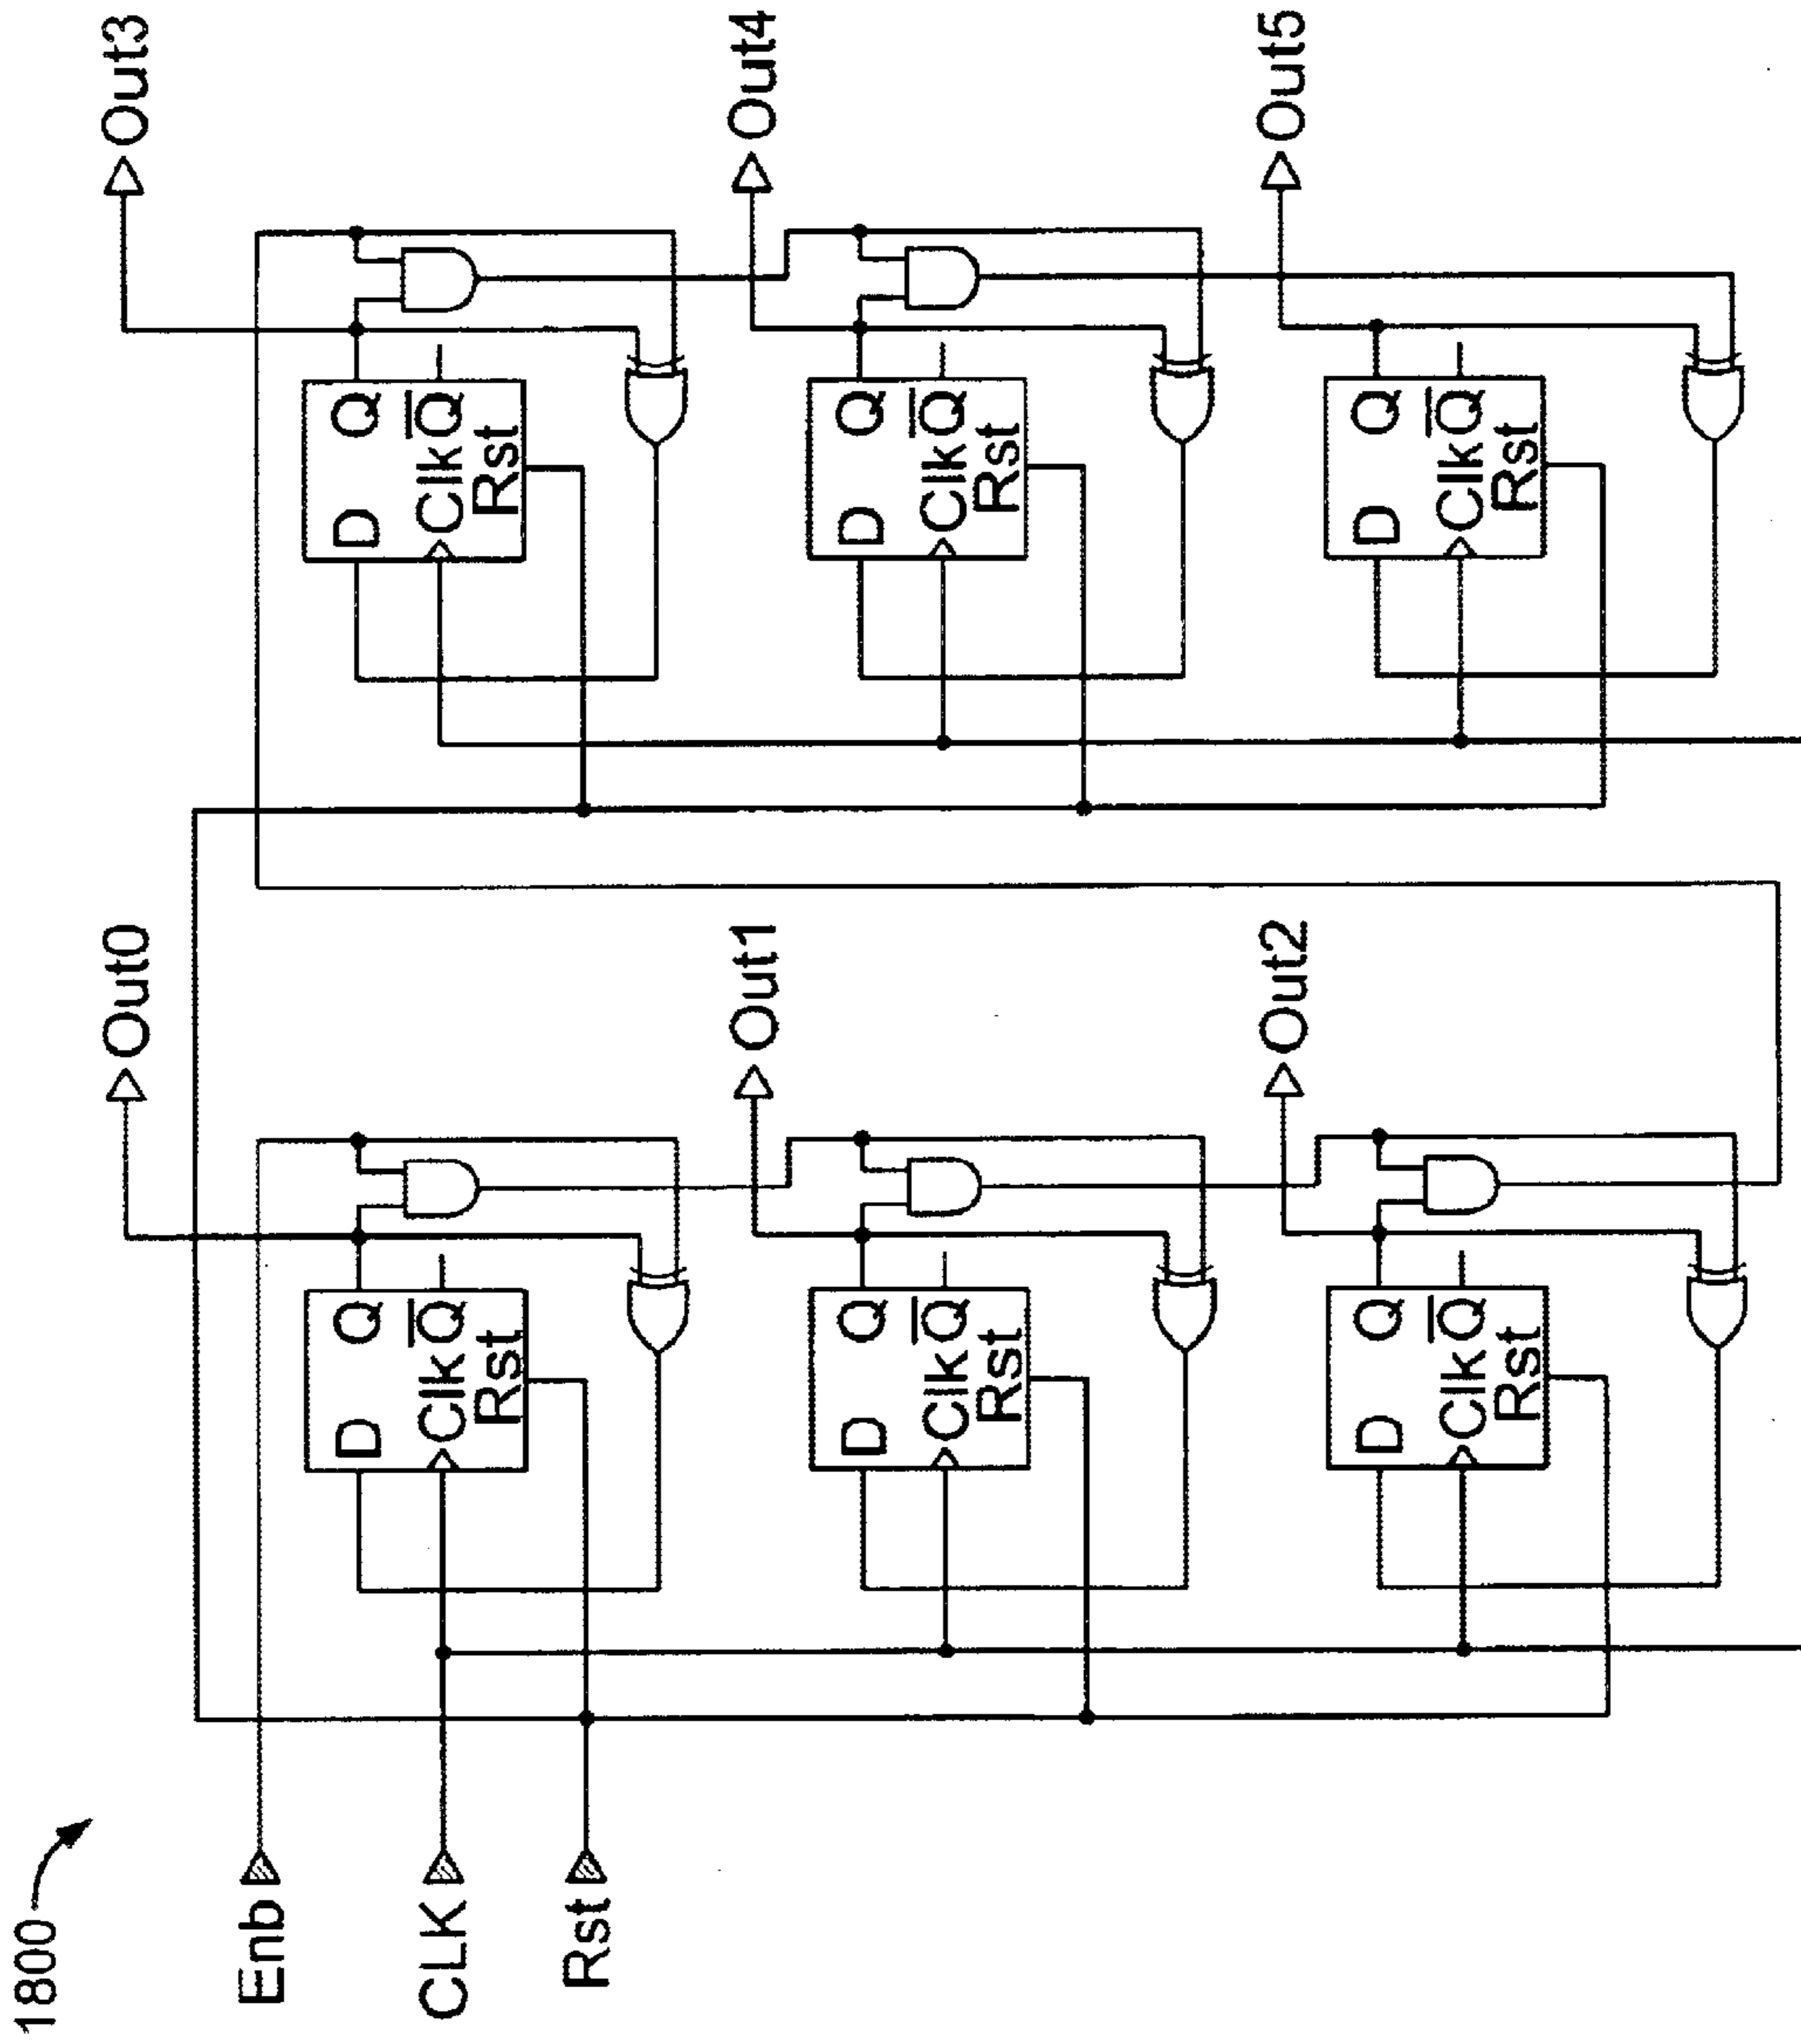 1800
Enb
CLK
Rst
Out0
D Q
Clk Q
Rst
Out1
D Q
Clk Q
Rst
Out2
D Q
Clk Q
Rst
Out3
D Q
Clk Q
Rst
Out4
D Q
Clk Q
Rst
Out5
D Q
Clk Q
Rst